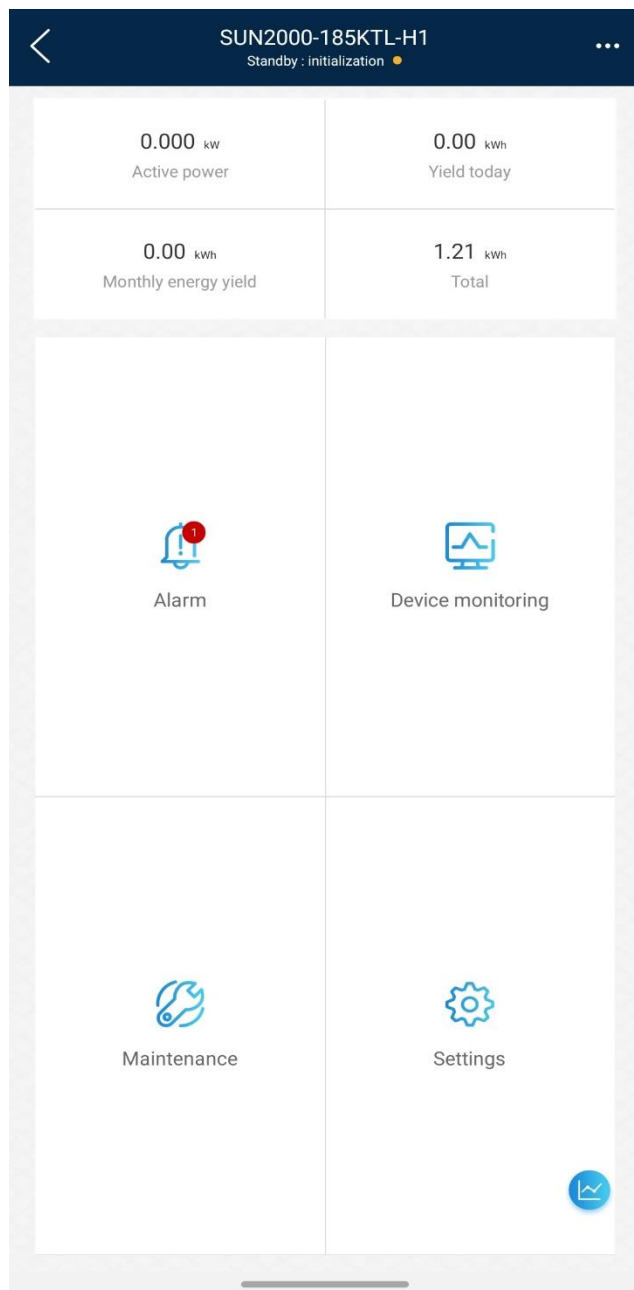 SUN2000-185KTL-H1
Standby : initialization
0.000 kW
Active power
0.00 kWh
Yield today
0.00 kWh
Monthly energy yield
1.21 kWh
Total
1
Alarm
Device monitoring
Maintenance
Settings